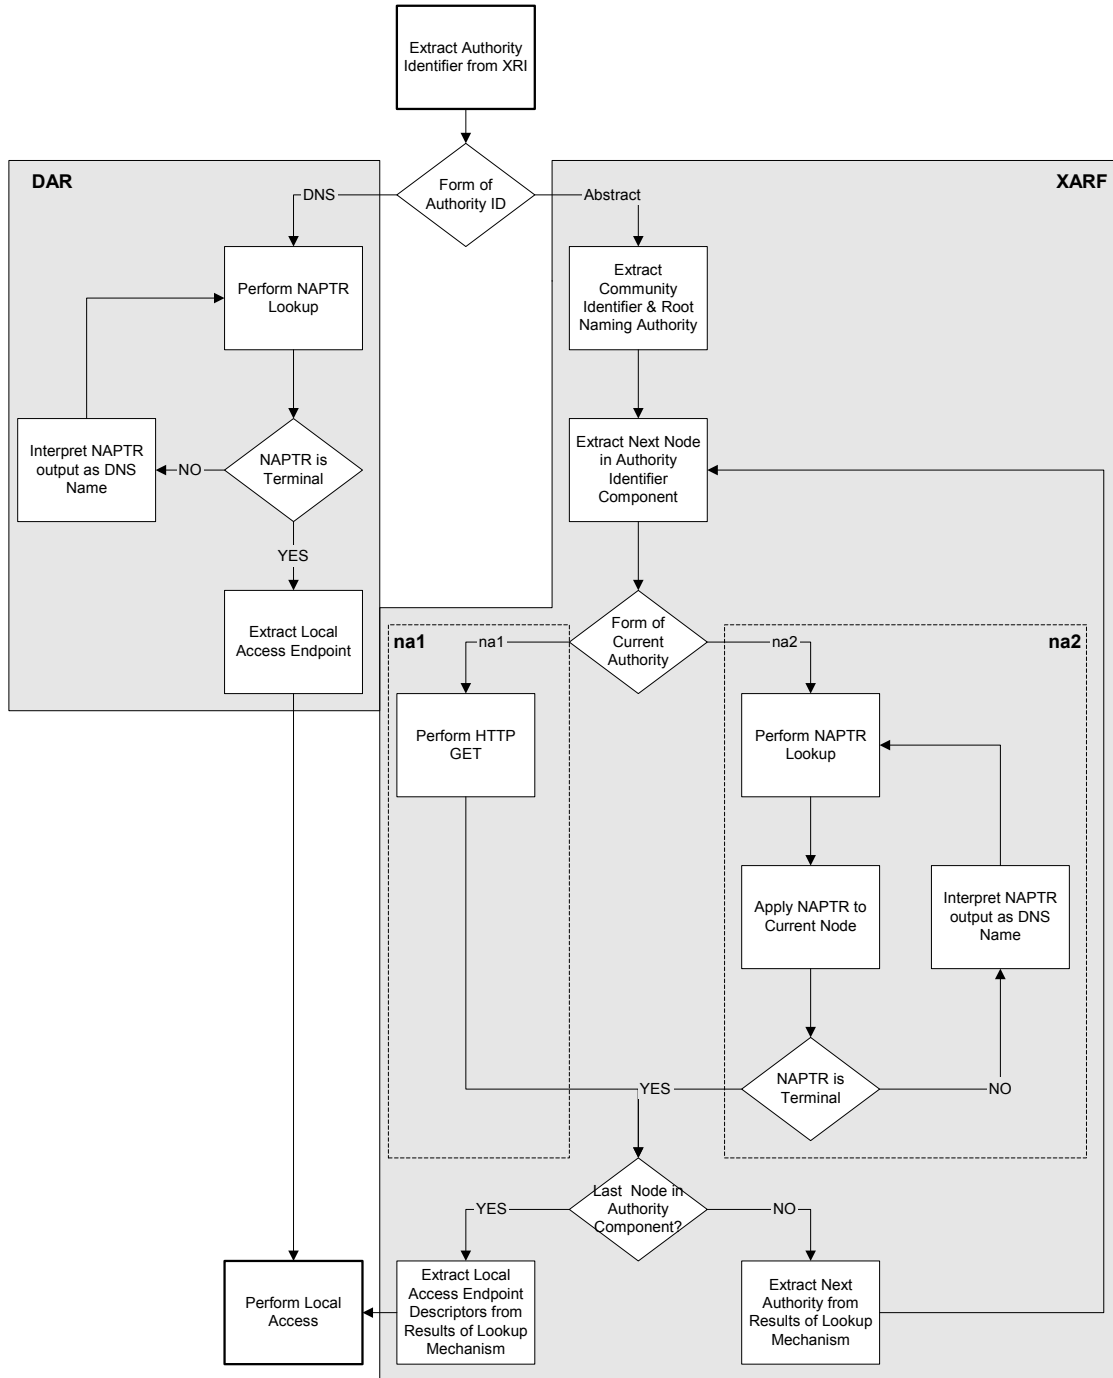 Extract Authority
Identifier from XRI
DAR
XARF
Form of
Authority ID
DNS
Abstract
Perform NAPTR
Lookup
Extract
Community
Identifier & Root
Naming Authority
Interpret NAPTR
output as DNS
Name
NO
NAPTR is
Terminal
Extract Next Node
in Authority
Identifier
Component
YES
Extract Local
Access Endpoint
na1
na1
Form of
Current
Authority
na2
na2
Perform HTTP
GET
Perform NAPTR
Lookup
Apply NAPTR to
Current Node
Interpret NAPTR
output as DNS
Name
YES
NAPTR is
Terminal
NO
YES
Last Node in
Authority
Component?
NO
Perform Local
Access
Extract Local
Access Endpoint
Descriptors from
Results of Lookup
Mechanism
Extract Next
Authority from
Results of Lookup
Mechanism